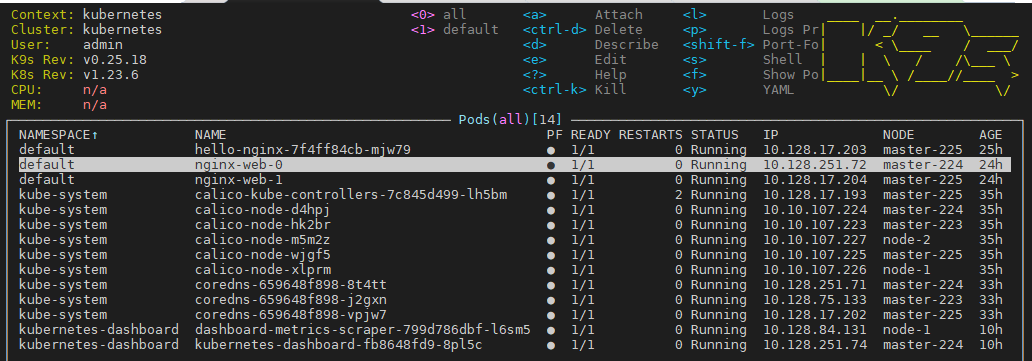 Context: kubernetes <0> all <a> Attach <l> Logs
Cluster: kubernetes <1> default <ctrl-d> Delete <p> Logs Pr
User: admin <d> Describe <shift-f> Port-Fo
K9s Rev: v0.25.18 <e> Edit <s> Shell
K8s Rev: v1.23.6 <?> Help <f> Show Po
CPU: n/a <ctrl-k> Kill <y> YAML
MEM: n/a
Pods(all)[14]
NAMESPACE↑ NAME PF READY RESTARTS STATUS IP NODE AGE
default hello-nginx-7f4ff84cb-mjw79 ● 1/1 0 Running 10.128.17.203 master-225 25h
default nginx-web-0 ● 1/1 0 Running 10.128.251.72 master-224 24h
default nginx-web-1 ● 1/1 0 Running 10.128.17.204 master-225 24h
kube-system calico-kube-controllers-7c845d499-lh5bm ● 1/1 2 Running 10.128.17.193 master-225 35h
kube-system calico-node-d4hpj ● 1/1 0 Running 10.10.107.224 master-224 35h
kube-system calico-node-hk2br ● 1/1 0 Running 10.10.107.223 master-223 35h
kube-system calico-node-m5m2z ● 1/1 0 Running 10.10.107.227 node-2 35h
kube-system calico-node-wjgf5 ● 1/1 0 Running 10.10.107.225 master-225 35h
kube-system calico-node-xlprm ● 1/1 0 Running 10.10.107.226 node-1 35h
kube-system coredns-659648f898-8t4tt ● 1/1 0 Running 10.128.251.71 master-224 33h
kube-system coredns-659648f898-j2gxn ● 1/1 0 Running 10.128.75.133 master-223 33h
kube-system coredns-659648f898-vpjw7 ● 1/1 0 Running 10.128.17.202 master-225 33h
kubernetes-dashboard dashboard-metrics-scraper-799d786dbf-l6sm5 ● 1/1 0 Running 10.128.84.131 node-1 10h
kubernetes-dashboard kubernetes-dashboard-fb8648fd9-8pl5c ● 1/1 0 Running 10.128.251.74 master-224 10h